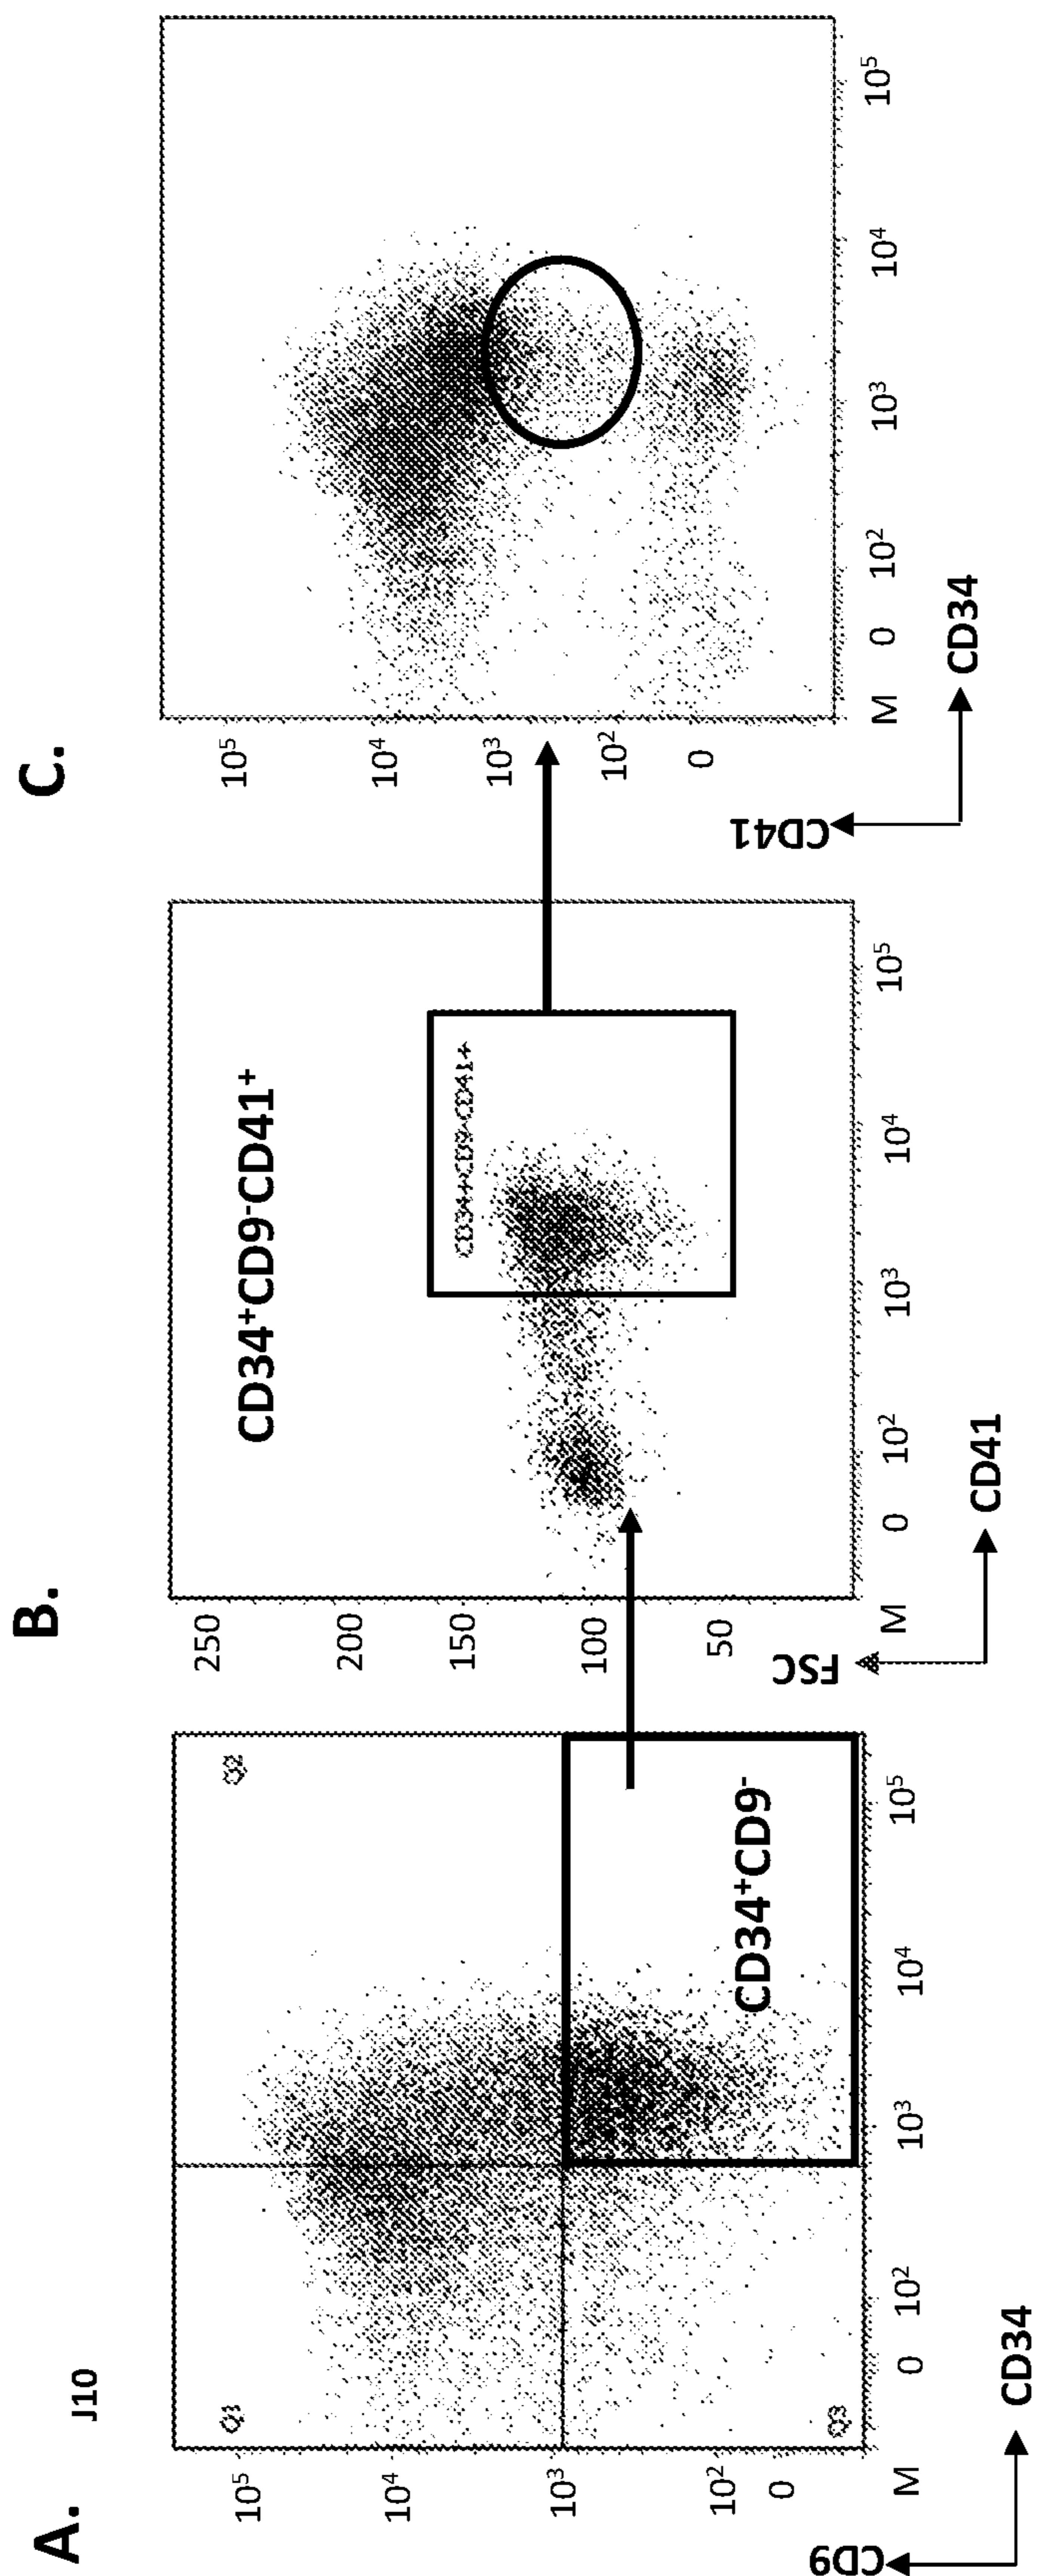 A.
J10
10⁵
10⁴
10³
10²
0
CD9
Q1
Q2
Q3
CD34⁺CD9⁻
M
0
10²
10³
10⁴
10⁵
CD34
B.
250
200
150
100
50
FSC
CD34⁺CD9⁻CD41⁺
CD34++CD9-CD41+
M
0
10²
10³
10⁴
10⁵
CD41
C.
10⁵
10⁴
10³
10²
0
CD41
M
0
10²
10³
10⁴
10⁵
CD34